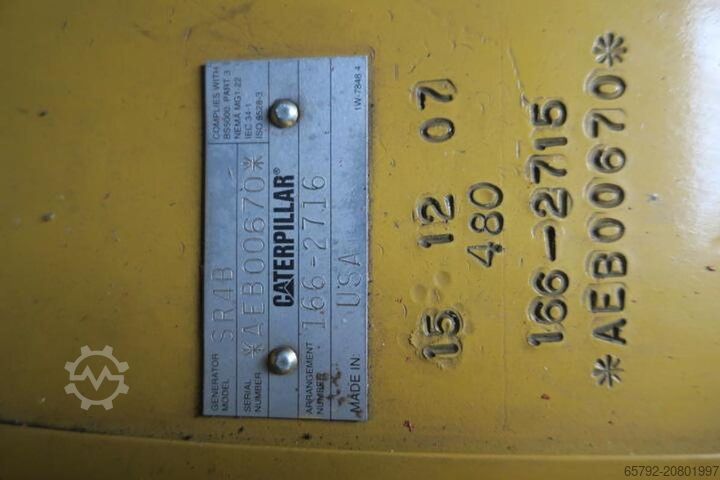 COMPLIES WITH
BS5000: PART 3
NEMA MG1-22
IEC 34-1
ISO 8528-3
GENERATOR
MODEL
SR4B
SERIAL
NUMBER
*AEB00670*
CATERPILLAR®
ARRANGEMENT
NUMBER
166-2716
MADE IN:
USA
1W-7848 4
15 12 07
480
166-2715
*AEB00670*
65792-20801997